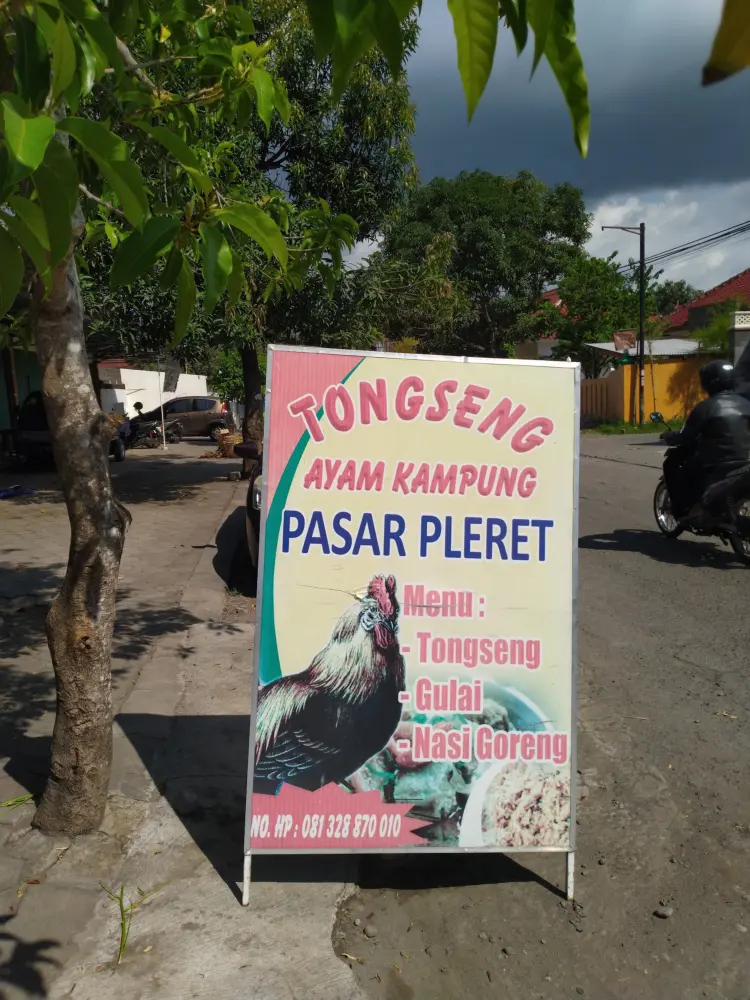 TONGSENG
AYAM KAMPUNG
PASAR PLERET
Menu :
- Tongseng
- Gulai
- Nasi Goreng
NO. HP : 081 328 870 010